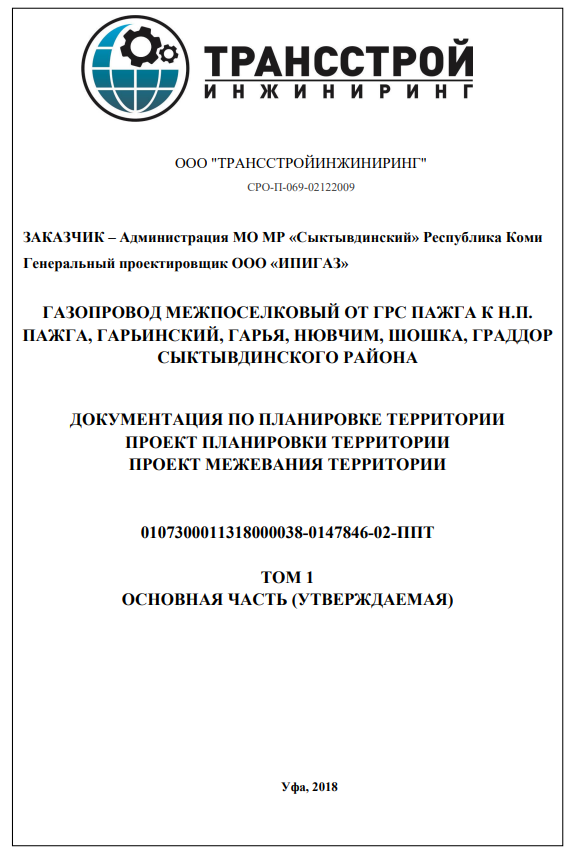 ТРАНССТРОЙ
ИНЖИНИРИНГ
ООО "ТРАНССТРОЙИНЖИНИРИНГ"
СРО-П-069-02122009
ЗАКАЗЧИК – Администрация МО МР «Сыктывдинский» Республика Коми
Генеральный проектировщик ООО «ИПИГАЗ»
ГАЗОПРОВОД МЕЖПОСЕЛКОВЫЙ ОТ ГРС ПАЖГА К Н.П.
ПАЖГА, ГАРЬИНСКИЙ, ГАРЬЯ, НЮВЧИМ, ШОШКА, ГРАДДОР
СЫКТЫВДИНСКОГО РАЙОНА
ДОКУМЕНТАЦИЯ ПО ПЛАНИРОВКЕ ТЕРРИТОРИИ
ПРОЕКТ ПЛАНИРОВКИ ТЕРРИТОРИИ
ПРОЕКТ МЕЖЕВАНИЯ ТЕРРИТОРИИ
0107300011318000038-0147846-02-ППТ
ТОМ 1
ОСНОВНАЯ ЧАСТЬ (УТВЕРЖДАЕМАЯ)
Уфа, 2018